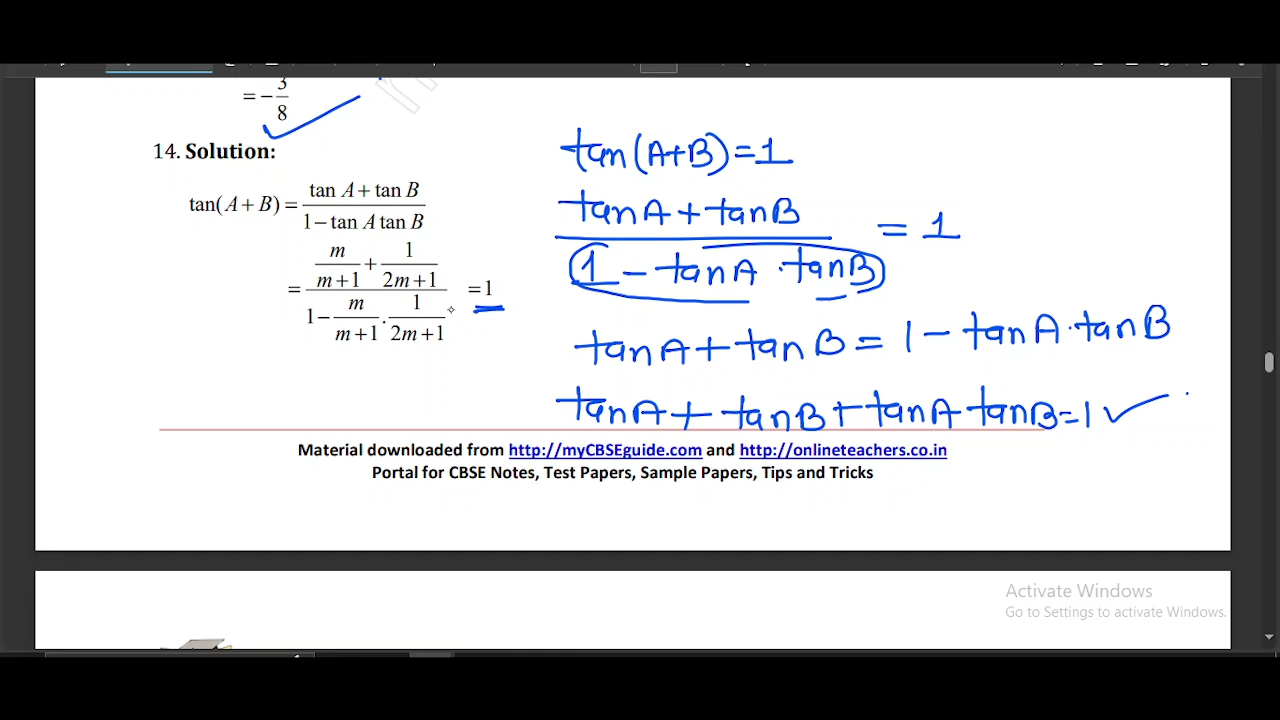 = -3/8
14. Solution:
tan(A + B) = (tan A + tan B)/(1 - tan A tan B)
= (m/(m+1) + 1/(2m+1))/(1 - m/(m+1) . 1/(2m+1)) = 1
tan(A+B) = 1
(tanA + tanB)/(1 - tanA . tanB) = 1
tanA + tanB = 1 - tanA . tanB
tanA + tanB + tanA tanB = 1
Material downloaded from http://myCBSEguide.com and http://onlineteachers.co.in
Portal for CBSE Notes, Test Papers, Sample Papers, Tips and Tricks
Activate Windows
Go to Settings to activate Windows.